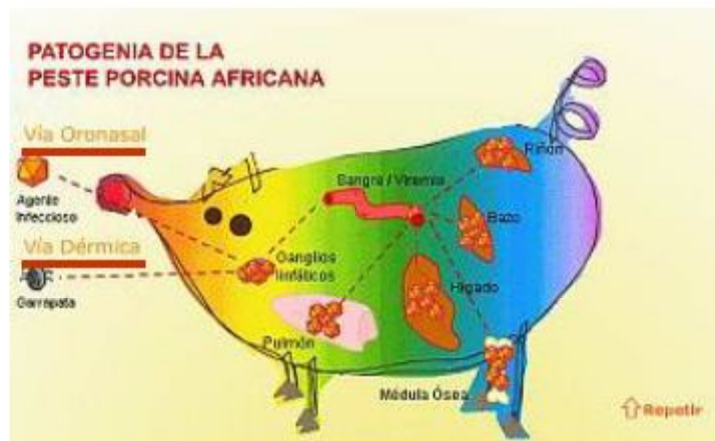 PATOGENIA DE LA
PESTE PORCINA AFRICANA
Vía Oronasal
Agente
Infeccioso
Vía Dérmica
Garrapata
Ganglios
linfáticos
Sangre / Viremia
Riñón
Bazo
Hígado
Pulmón
Médula Ósea
Repetir